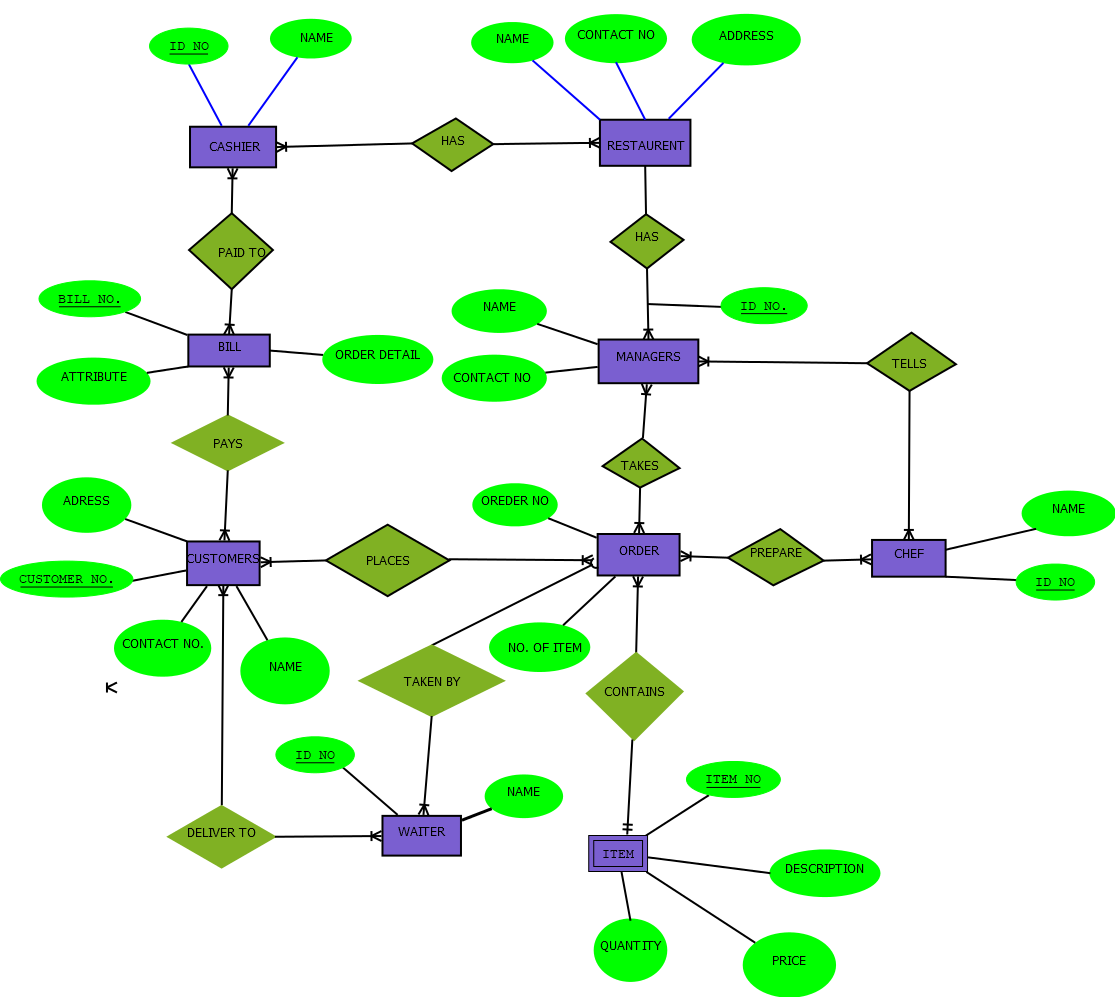 ID NO
NAME
NAME
CONTACT NO
ADDRESS
CASHIER
HAS
RESTAURENT
PAID TO
HAS
BILL NO.
NAME
ID NO.
BILL
ORDER DETAIL
MANAGERS
TELLS
ATTRIBUTE
CONTACT NO
PAYS
TAKES
ADRESS
OREDER NO
NAME
CUSTOMERS
PLACES
ORDER
PREPARE
CHEF
CUSTOMER NO.
ID NO
CONTACT NO.
NAME
NO. OF ITEM
TAKEN BY
CONTAINS
ID NO
NAME
ITEM NO
DELIVER TO
WAITER
ITEM
DESCRIPTION
QUANTITY
PRICE